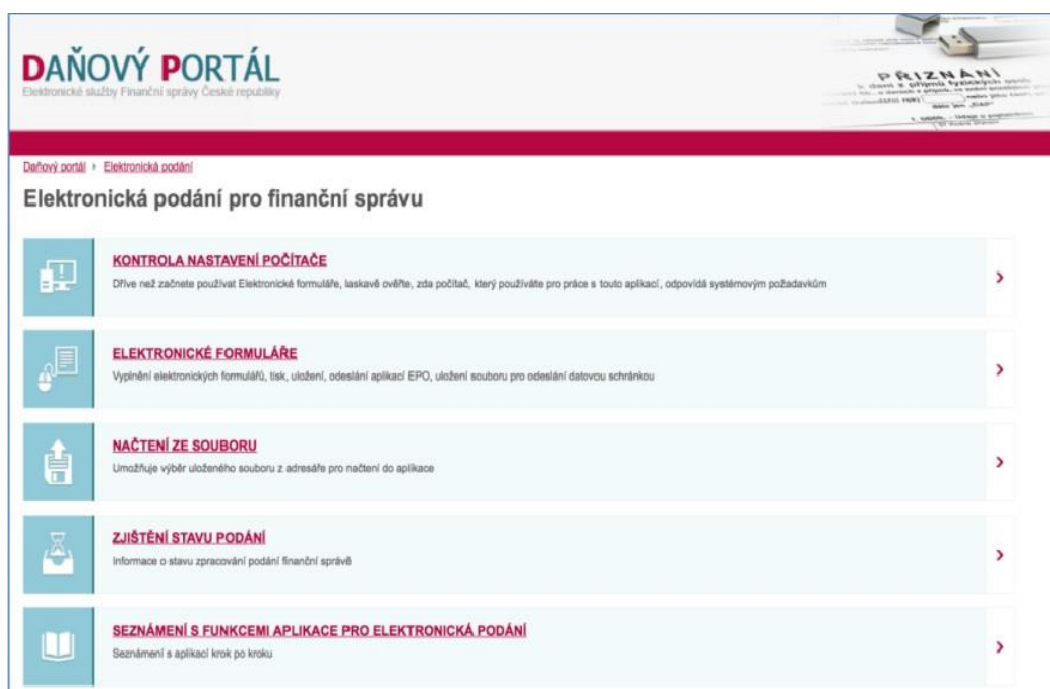 DAŇOVÝ PORTÁL
Elektronické služby Finanční správy České republiky
PŘIZNÁNÍ
k dani z příjmů fyzických osob
Daňový portál › Elektronická podání
Elektronická podání pro finanční správu
KONTROLA NASTAVENÍ POČÍTAČE
Dříve než začnete používat Elektronické formuláře, laskavě ověřte, zda počítač, který používáte pro práce s touto aplikací, odpovídá systémovým požadavkům
ELEKTRONICKÉ FORMULÁŘE
Vyplnění elektronických formulářů, tisk, uložení, odeslání aplikací EPO, uložení souboru pro odeslání datovou schránkou
NAČTENÍ ZE SOUBORU
Umožňuje výběr uloženého souboru z adresáře pro načtení do aplikace
ZJIŠTĚNÍ STAVU PODÁNÍ
Informace o stavu zpracování podání finanční správě
SEZNÁMENÍ S FUNKCEMI APLIKACE PRO ELEKTRONICKÁ PODÁNÍ
Seznámení s aplikací krok po kroku